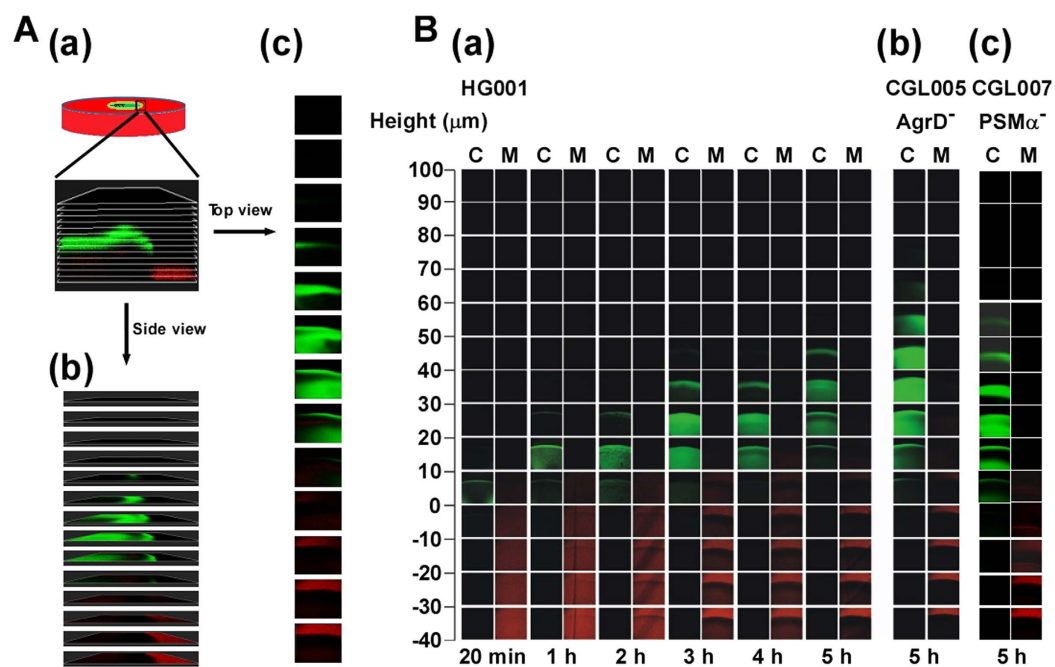 A (a) (c)
Top view
Side view
(b)
B (a) (b) (c)
HG001 CGL005 CGL007
Height (μm) AgrD- PSMα-
C M C M C M C M C M C M C M C M
100
90
80
70
60
50
40
30
20
10
0
-10
-20
-30
-40
20 min 1 h 2 h 3 h 4 h 5 h 5 h 5 h